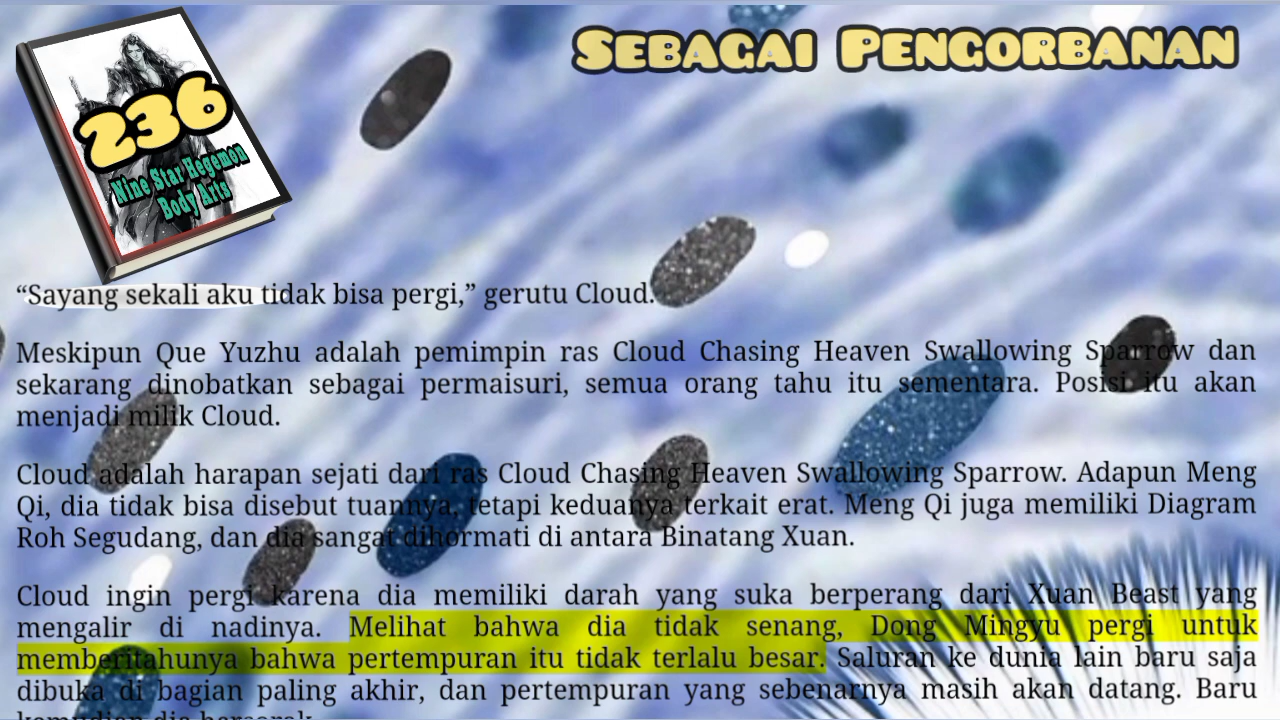 SEBAGAI PENGORBANAN
236
Nine Star Hegemon
Body Arts
“Sayang sekali aku tidak bisa pergi,” gerutu Cloud.
Meskipun Que Yuzhu adalah pemimpin ras Cloud Chasing Heaven Swallowing Sparrow dan
sekarang dinobatkan sebagai permaisuri, semua orang tahu itu sementara. Posisi itu akan
menjadi milik Cloud.
Cloud adalah harapan sejati dari ras Cloud Chasing Heaven Swallowing Sparrow. Adapun Meng
Qi, dia tidak bisa disebut tuannya, tetapi keduanya terkait erat. Meng Qi juga memiliki Diagram
Roh Segudang, dan dia sangat dihormati di antara Binatang Xuan.
Cloud ingin pergi karena dia memiliki darah yang suka berperang dari Xuan Beast yang
mengalir di nadinya. Melihat bahwa dia tidak senang, Dong Mingyu pergi untuk
memberitahunya bahwa pertempuran itu tidak terlalu besar. Saluran ke dunia lain baru saja
dibuka di bagian paling akhir, dan pertempuran yang sebenarnya masih akan datang. Baru
kemudian dia bersorak.